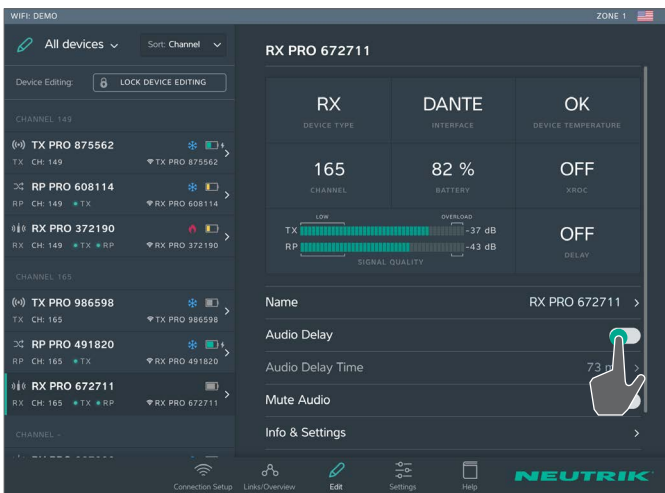 WIFI: DEMO
ZONE 1
All devices
Sort: Channel
Device Editing:
LOCK DEVICE EDITING
CHANNEL 149
TX PRO 875562
TX CH: 149
TX PRO 875562
RP PRO 608114
RP CH: 149 TX
RP PRO 608114
RX PRO 372190
RX CH: 149 TX RP
RX PRO 372190
CHANNEL 165
TX PRO 986598
TX CH: 165
TX PRO 986598
RP PRO 491820
RP CH: 165 TX
RP PRO 491820
RX PRO 672711
RX CH: 165 TX RP
RX PRO 672711
CHANNEL -
RX PRO 672711
RX
DEVICE TYPE
DANTE
INTERFACE
OK
DEVICE TEMPERATURE
165
CHANNEL
82 %
BATTERY
OFF
XROC
LOW
OVERLOAD
TX
-37 dB
RP
-43 dB
SIGNAL QUALITY
OFF
DELAY
Name
RX PRO 672711
Audio Delay
Audio Delay Time
73
Mute Audio
Info & Settings
Connection Setup
Links/Overview
Edit
Settings
Help
NEUTRIK